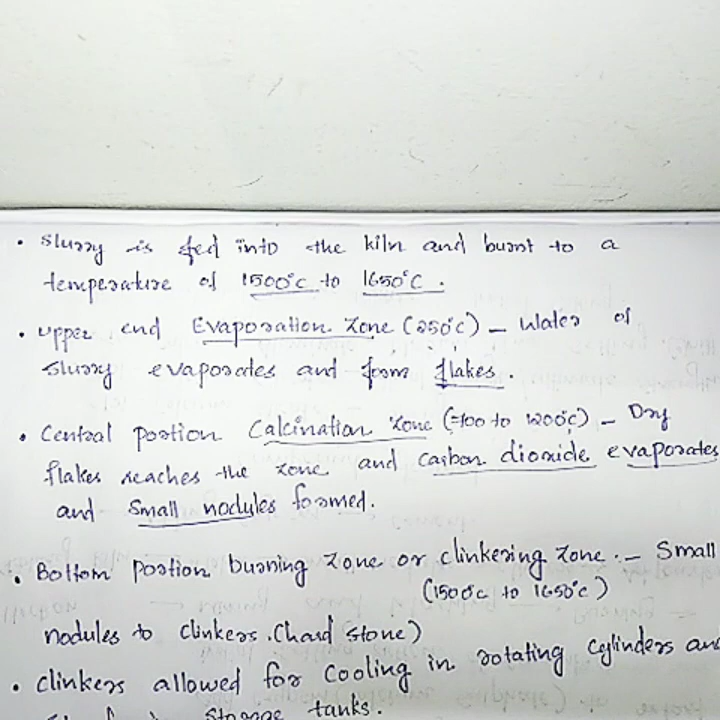 • Slurry is fed into the kiln and burnt to a
temperature of 1500°C to 1650°C.
• upper end Evaporation Zone (250°C) – Water of
Slurry evaporates and form flakes.
• Central portion Calcination Zone (700 to 1200°C) – Dry
flakes reaches the zone and carbon dioxide evaporates
and small nodules formed.
• Bottom portion burning zone or clinkering zone. – Small
(1500°C to 1650°C)
nodules to clinkers. (hard stone)
• clinkers allowed for cooling in rotating cylinders and
storage tanks.